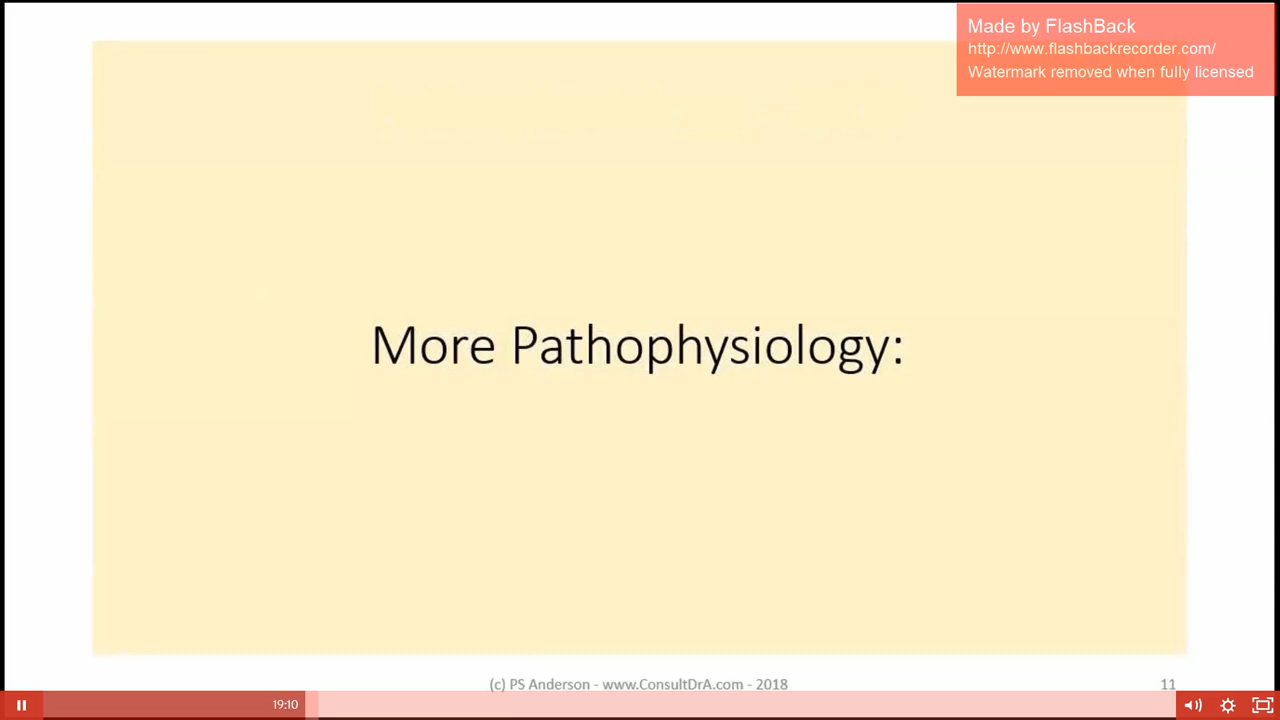 Made by FlashBack
http://www.flashbackrecorder.com/
Watermark removed when fully licensed
More Pathophysiology:
(c) PS Anderson - www.ConsultDrA.com - 2018
11
19:10